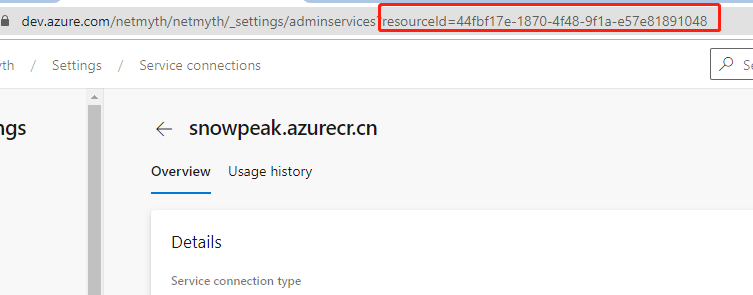 dev.azure.com/netmyth/netmyth/_settings/adminservices?resourceId=44fbf17e-1870-4f48-9f1a-e57e81891048
yth / Settings / Service connections / Se
ngs
← snowpeak.azurecr.cn
Overview Usage history
Details
Service connection type